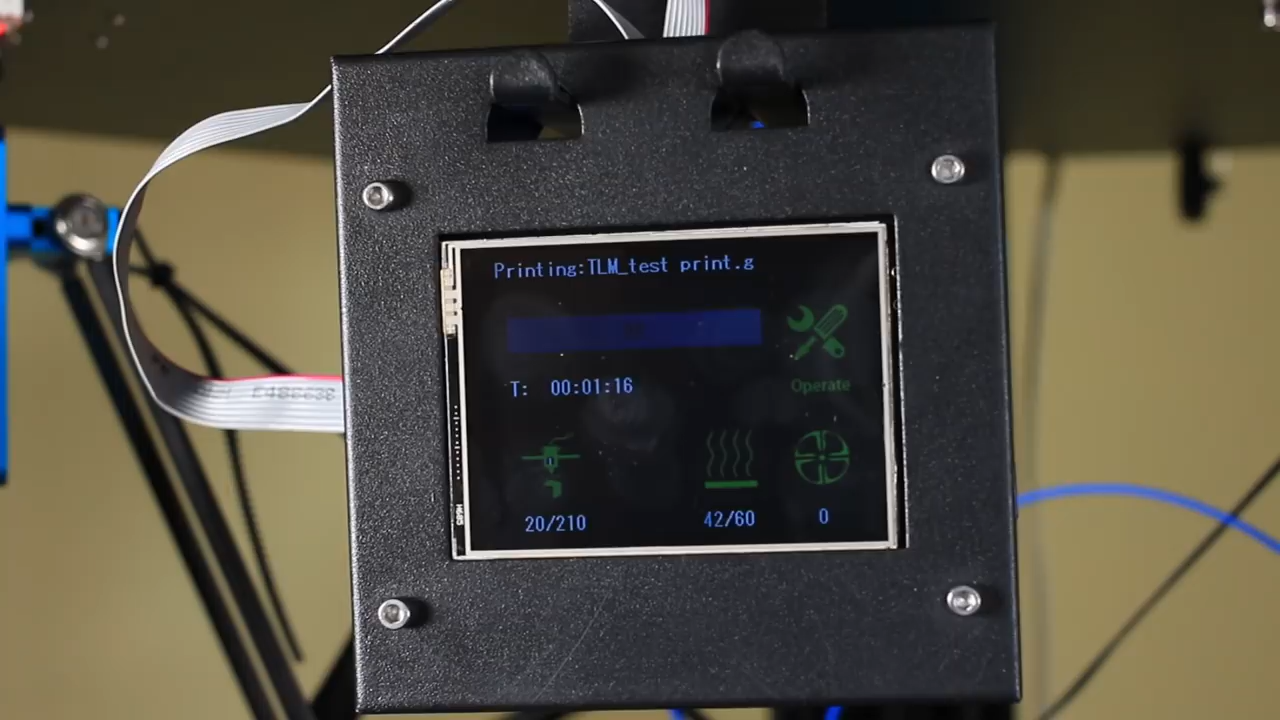 Printing:TLM_test print.g
T: 00:01:16
Operate
20/210
42/60
0